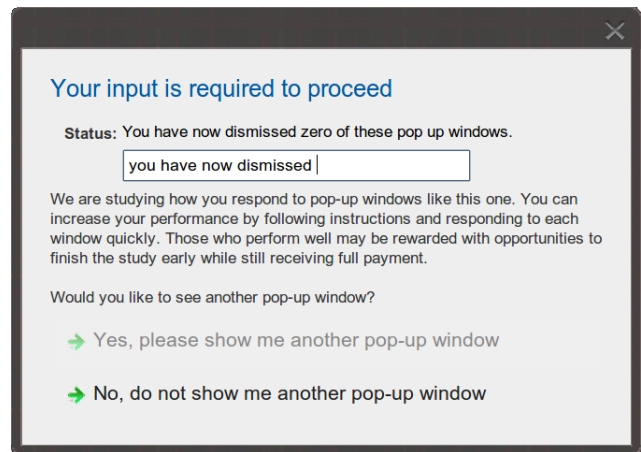 Your input is required to proceed
Status: You have now dismissed zero of these pop up windows.
you have now dismissed
We are studying how you respond to pop-up windows like this one. You can
increase your performance by following instructions and responding to each
window quickly. Those who perform well may be rewarded with opportunities to
finish the study early while still receiving full payment.
Would you like to see another pop-up window?
Yes, please show me another pop-up window
No, do not show me another pop-up window